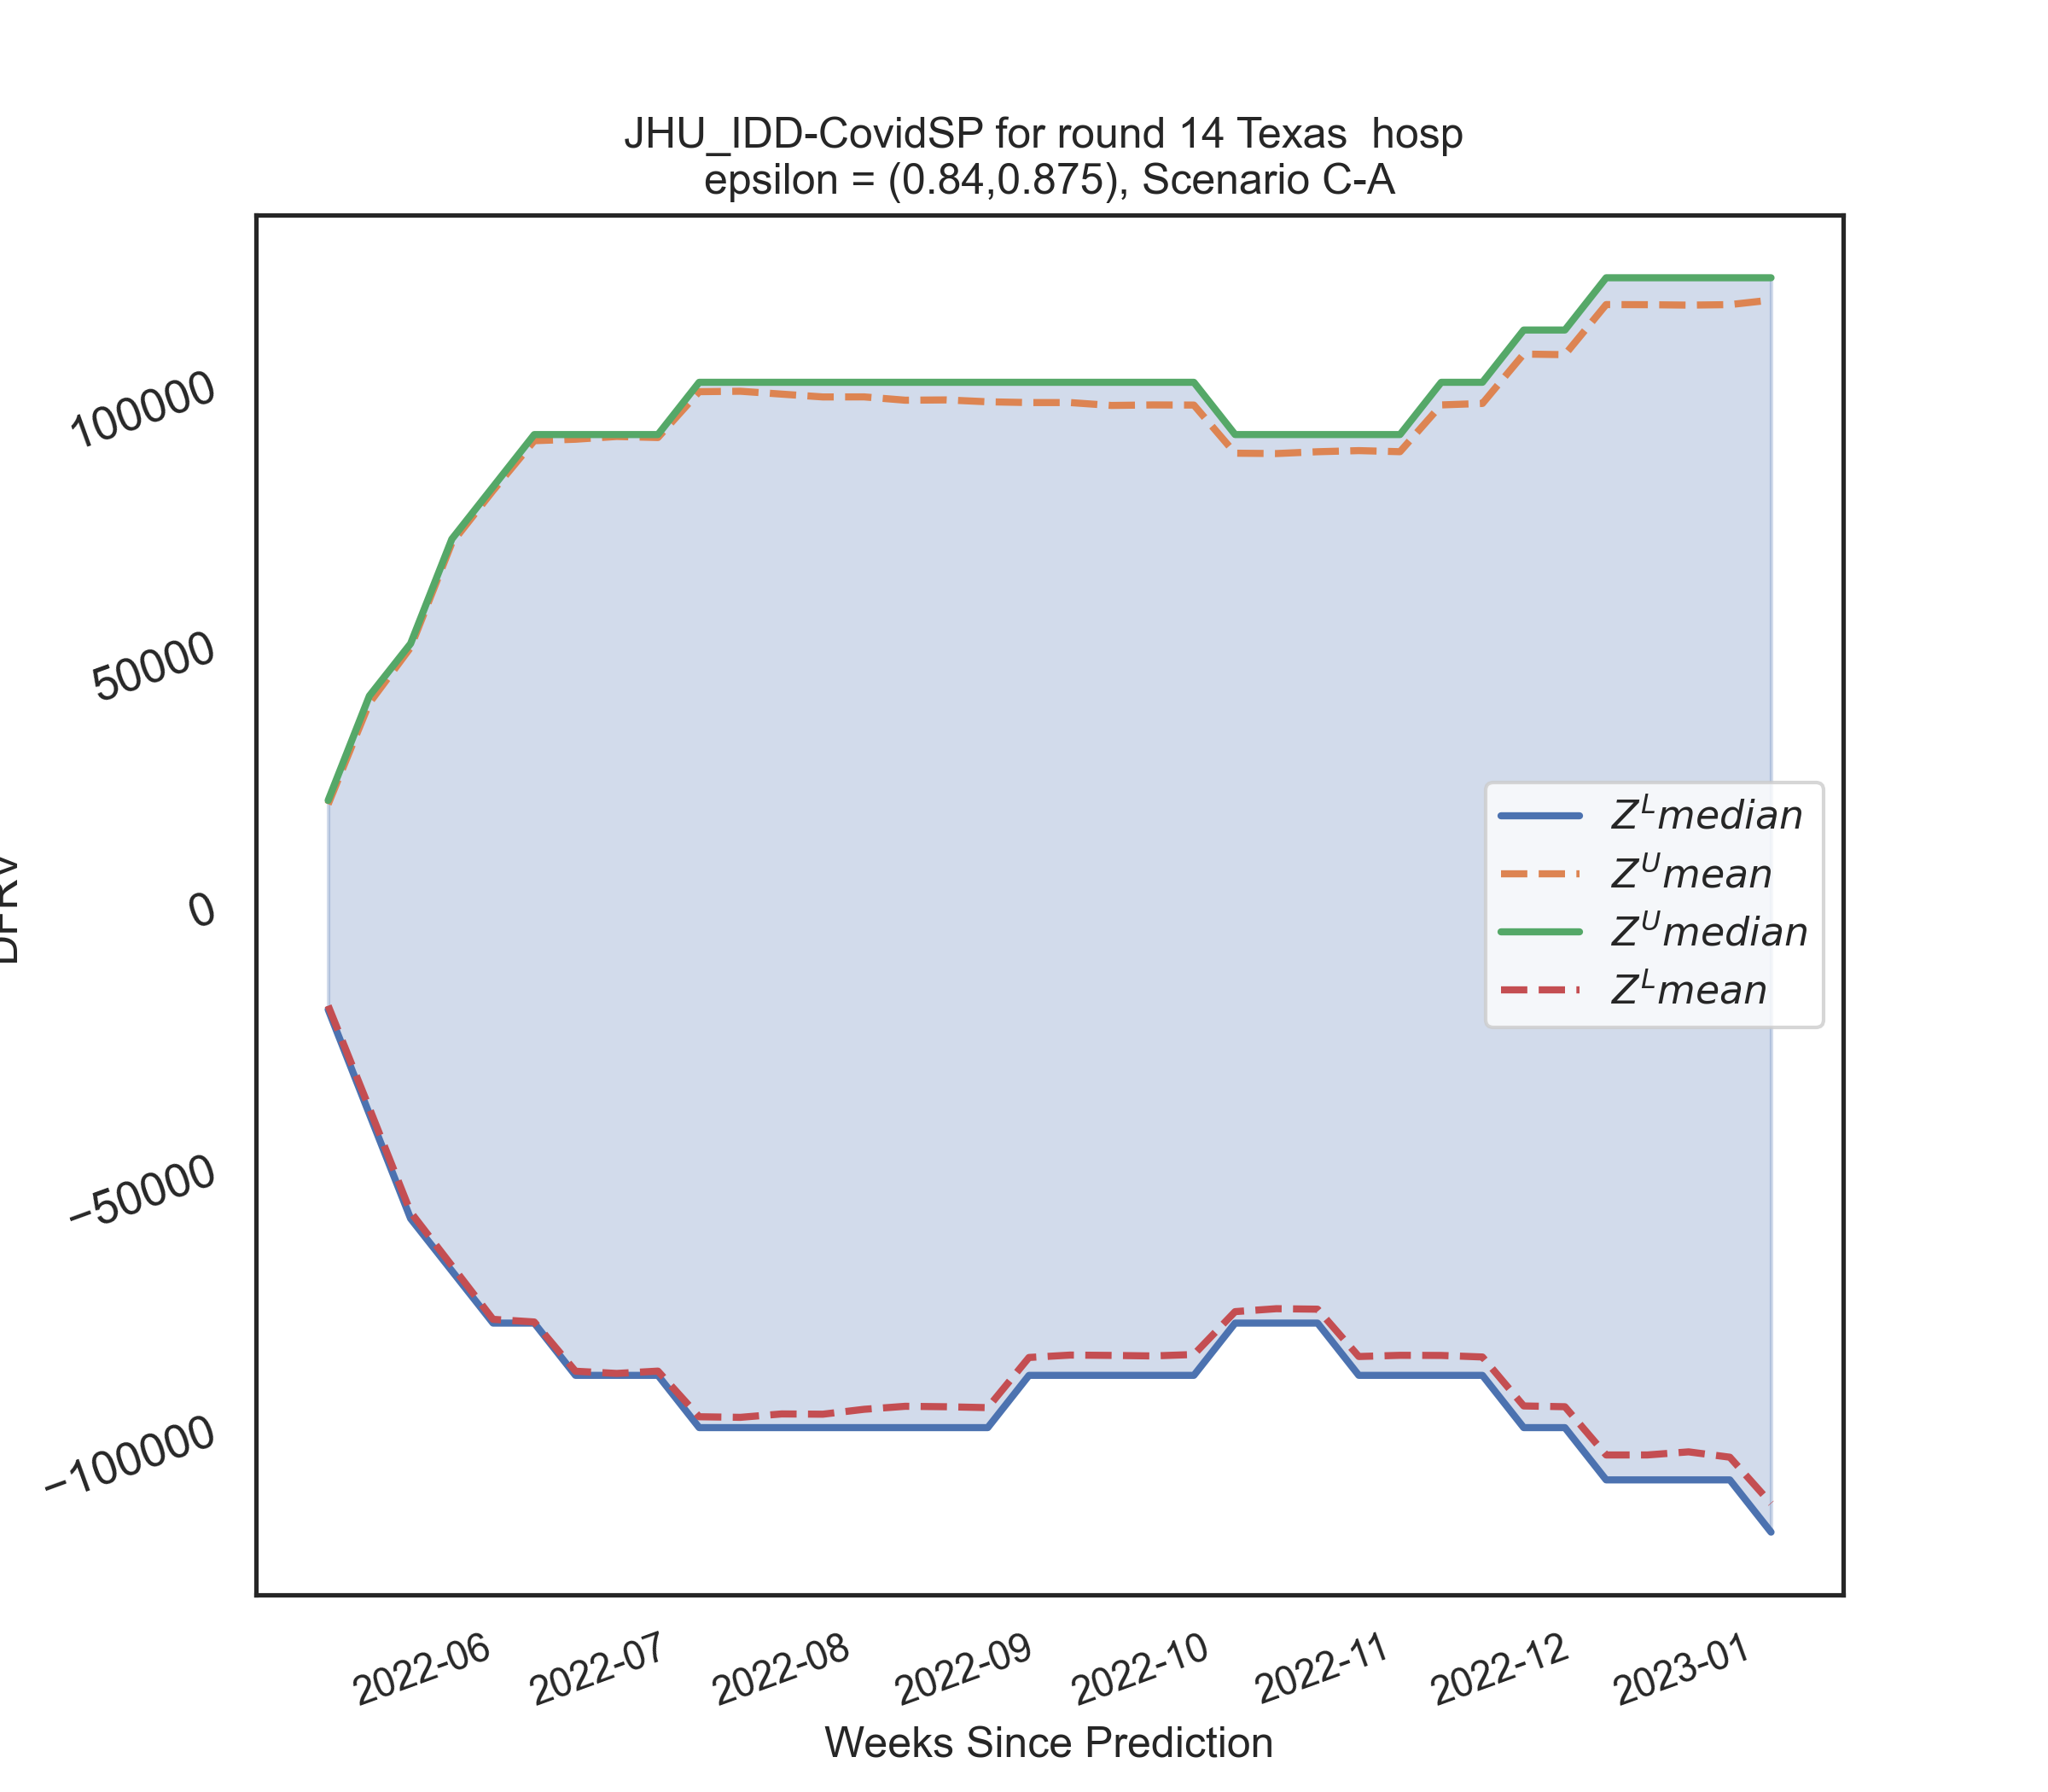 JHU_IDD-CovidSP for round 14 Texas  hosp
epsilon = (0.84,0.875), Scenario C-A
100000
50000
0
−50000
−100000
Z^L median
Z^U mean
Z^U median
Z^L mean
2022-06
2022-07
2022-08
2022-09
2022-10
2022-11
2022-12
2023-01
Weeks Since Prediction